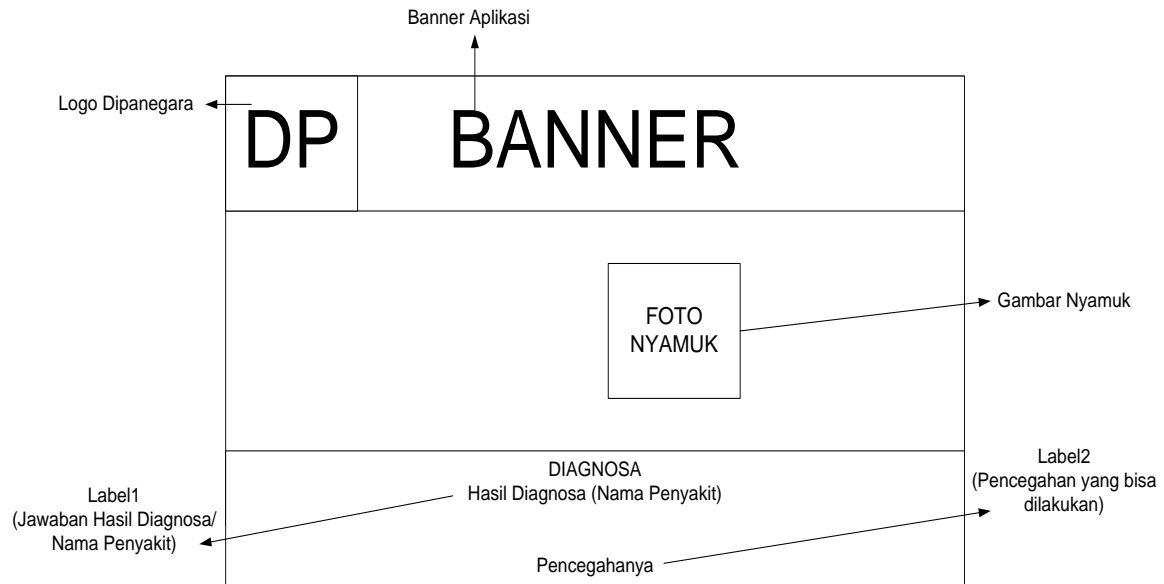 Banner Aplikasi
Logo Dipanegara
DP
BANNER
FOTO
NYAMUK
Gambar Nyamuk
DIAGNOSA
Hasil Diagnosa (Nama Penyakit)
Label1
(Jawaban Hasil Diagnosa/
Nama Penyakit)
Label2
(Pencegahan yang bisa
dilakukan)
Pencegahanya